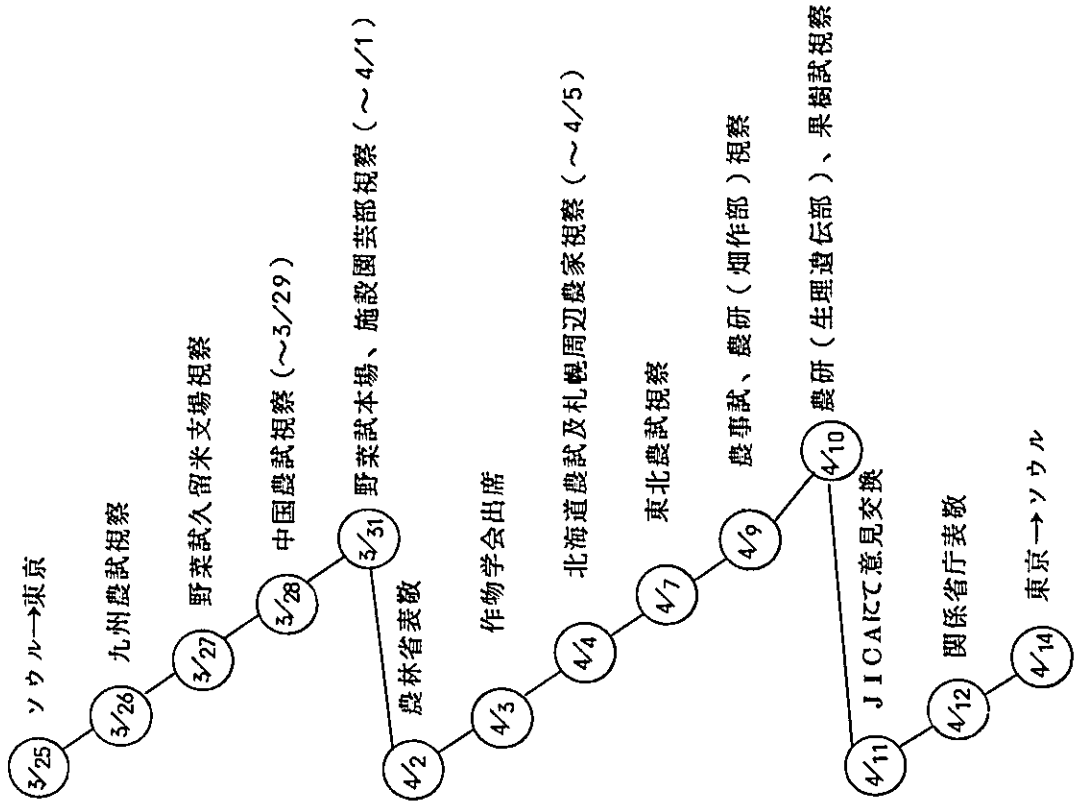 3/25 ソウル→東京
3/26 九州農試視察
3/27 野菜試久留米支場視察
3/28 中国農試視察(~3/29)
3/31 野菜試本場、施設園芸部視察(~4/1)
4/2 農林省表敬
4/3 作物学会出席
4/4 北海道農試及札幌周辺農家視察(~4/5)
4/7 東北農試視察
4/9 農事試、農研(畑作部)視察
4/10 農研(生理遺伝部)、果樹試視察
4/11 JICAにて意見交換
4/12 関係省庁表敬
4/14 東京→ソウル